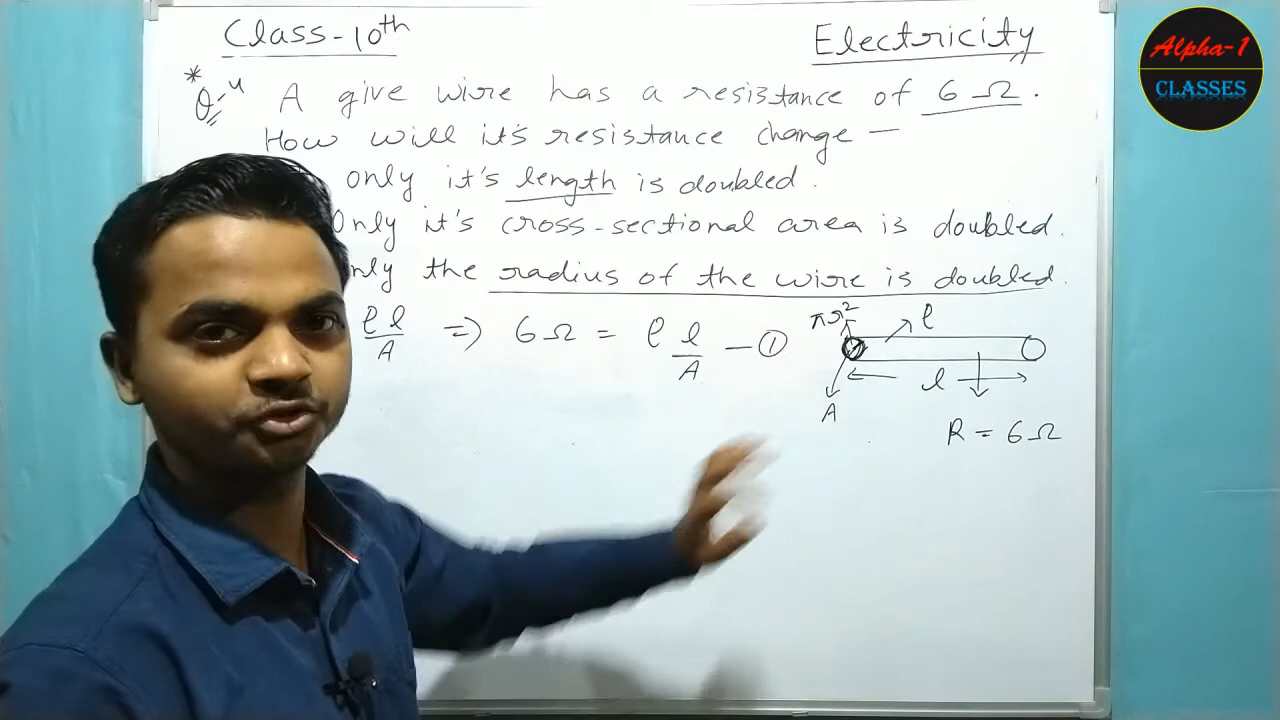 Class-10th
Electricity
Alpha-1
CLASSES
* Q-4 A give wire has a resistance of 6Ω.
How will it's resistance change —
only it's length is doubled.
Only it's cross-sectional area is doubled.
the radius of the wire is doubled.
ρl/A => 6Ω = ρ l/A — ①
πr²
ρ
l
A
R = 6Ω